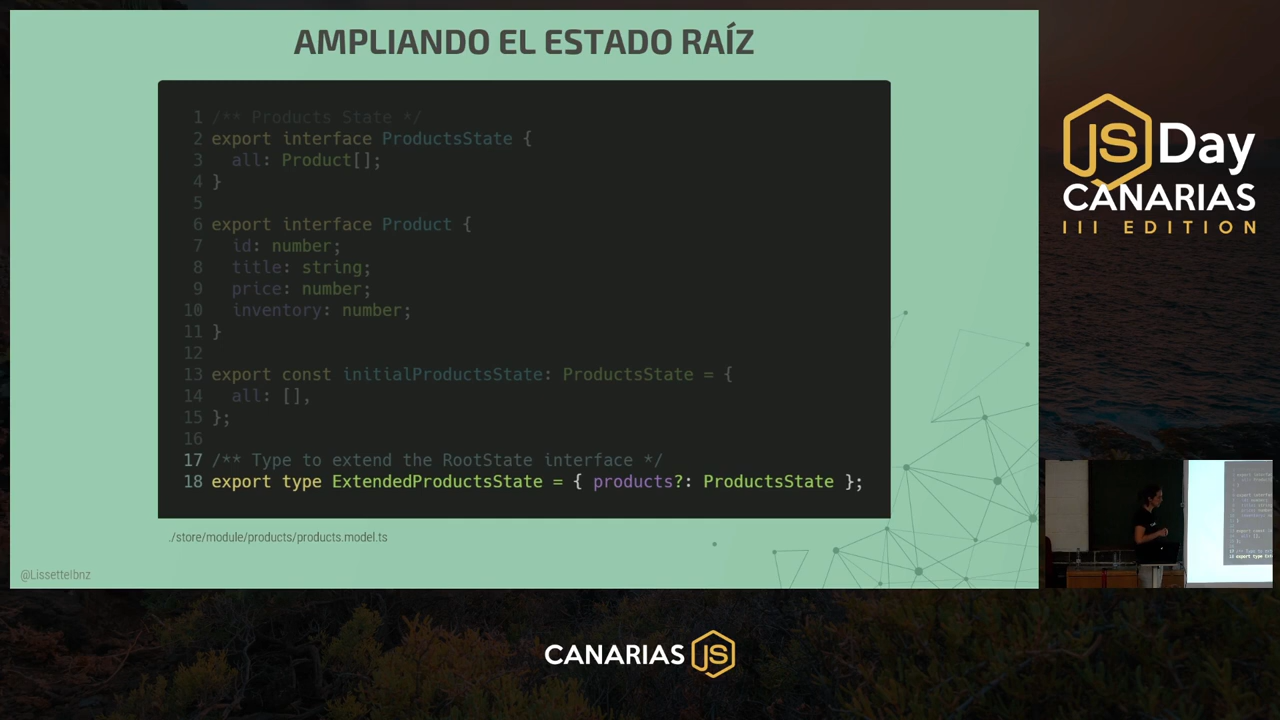 AMPLIANDO EL ESTADO RAÍZ
1 /** Products State */
2 export interface ProductsState {
3   all: Product[];
4 }
5
6 export interface Product {
7   id: number;
8   title: string;
9   price: number;
10   inventory: number;
11 }
12
13 export const initialProductsState: ProductsState = {
14   all: [],
15 };
16
17 /** Type to extend the RootState interface */
18 export type ExtendedProductsState = { products?: ProductsState };
./store/module/products/products.model.ts
@Lissettelbnz
JS Day
CANARIAS
III EDITION
CANARIAS JS